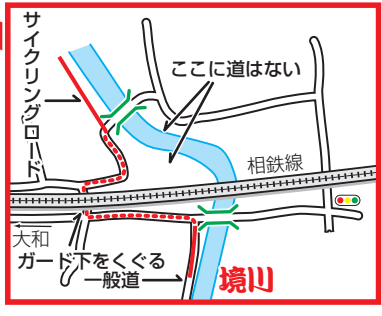 サイクリングロード
ここに道はない
相鉄線
大和
ガード下をくぐる
一般道
境川